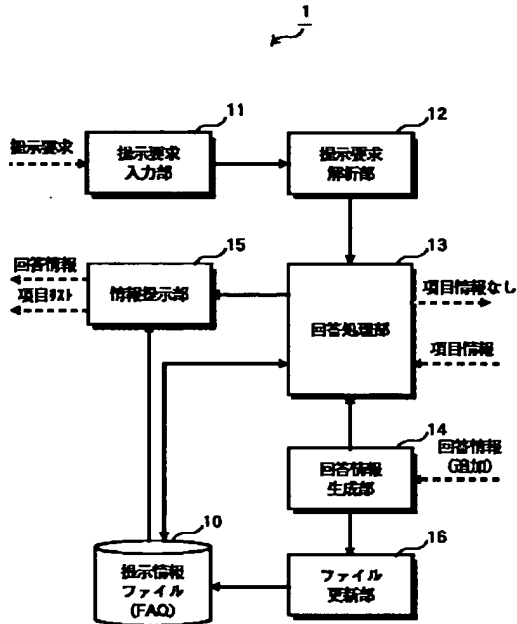 1
11
12
提示要求
提示要求
入力部
提示要求
解析部
15
13
回答情報
項目リスト
情報提示部
回答処理部
項目情報なし
項目情報
14
回答情報
生成部
回答情報
(追加)
10
16
提示情報
ファイル
(FAQ)
ファイル
更新部